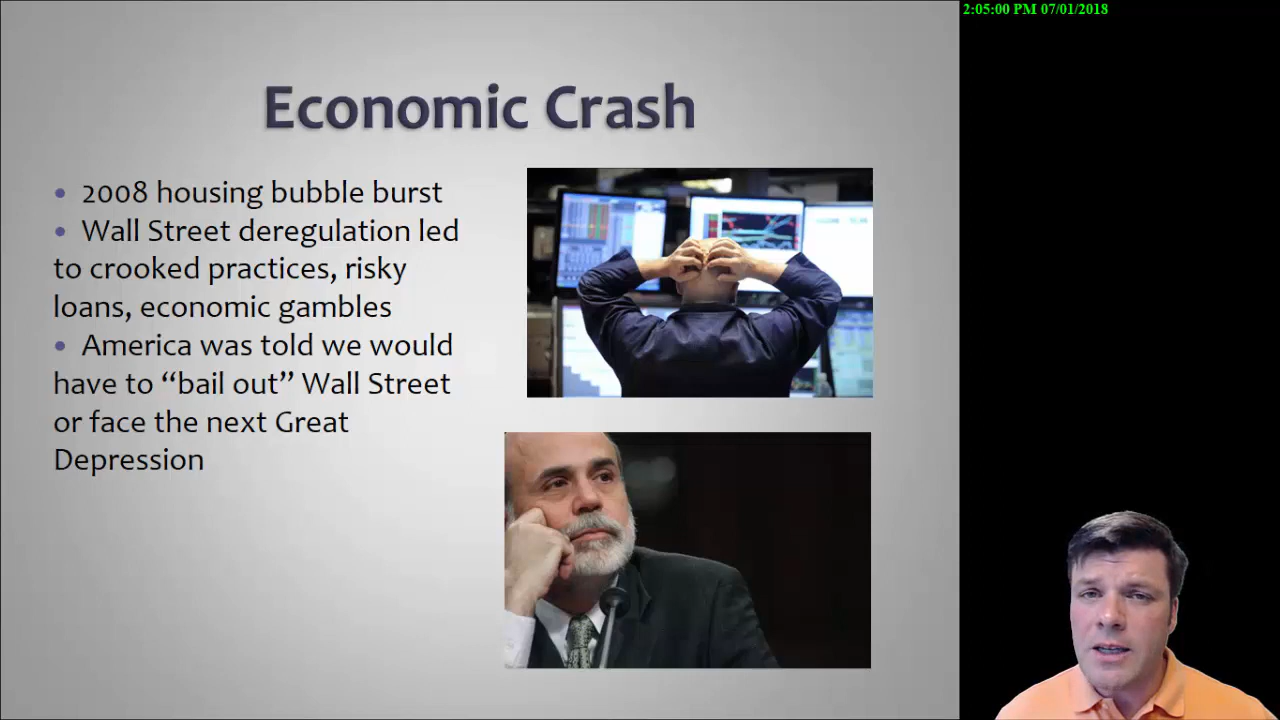 2:05:00 PM 07/01/2018
Economic Crash
• 2008 housing bubble burst
• Wall Street deregulation led
to crooked practices, risky
loans, economic gambles
• America was told we would
have to “bail out” Wall Street
or face the next Great
Depression